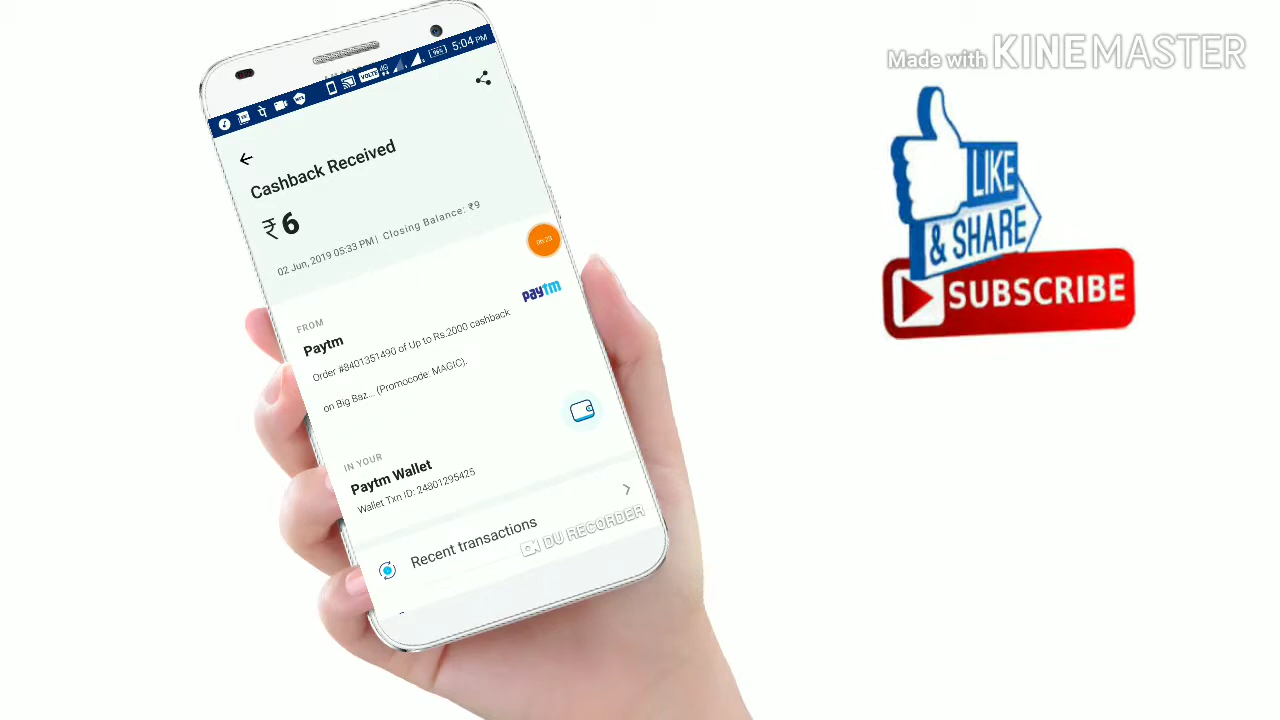 Made with KINEMASTER
5:04 PM
Cashback Received
₹6
02 Jun, 2019 05:33 PM| Closing Balance: ₹9
FROM
Paytm
paytm
Order #8401351490 of Up to Rs.2000 cashback
on Big Baz... (Promocode: MAGIC).
IN YOUR
Paytm Wallet
Wallet Txn ID: 24801295425
Recent transactions
DU RECORDER
LIKE
& SHARE
SUBSCRIBE